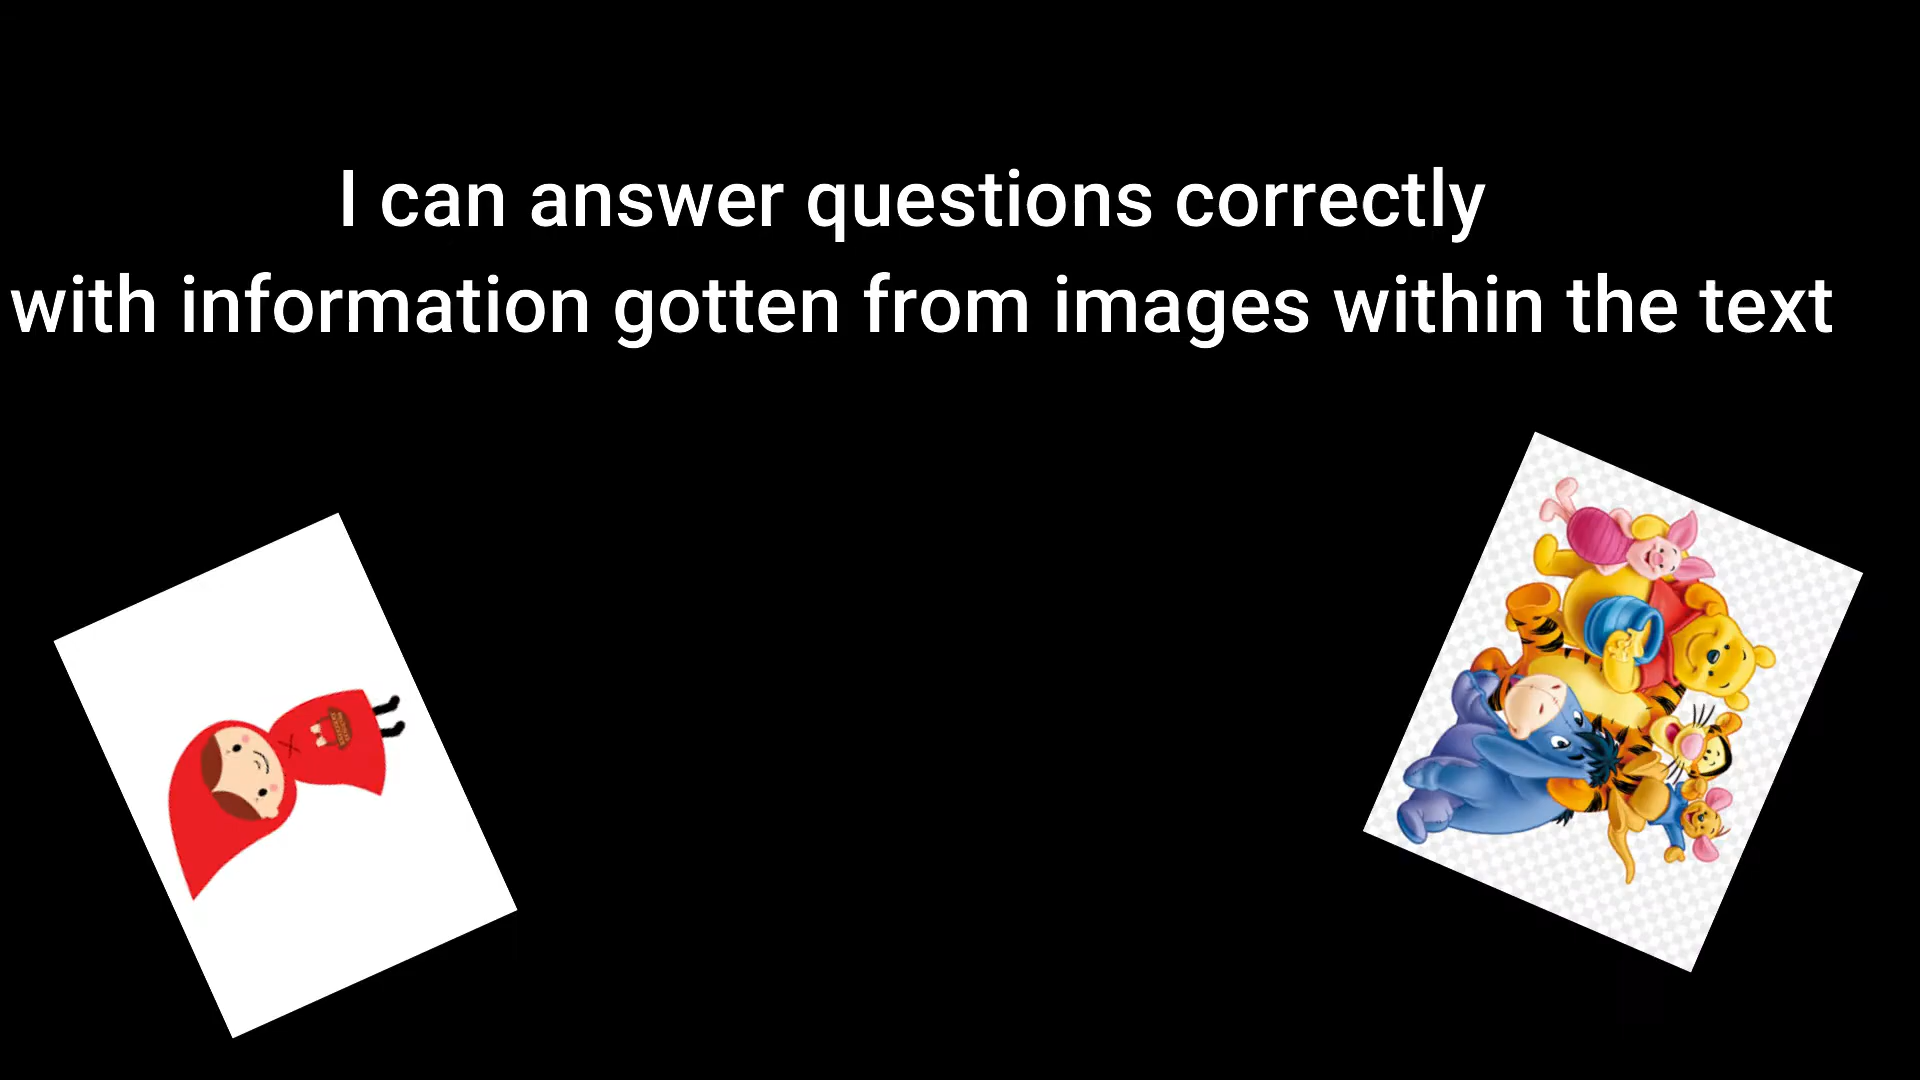 I can answer questions correctly
with information gotten from images within the text